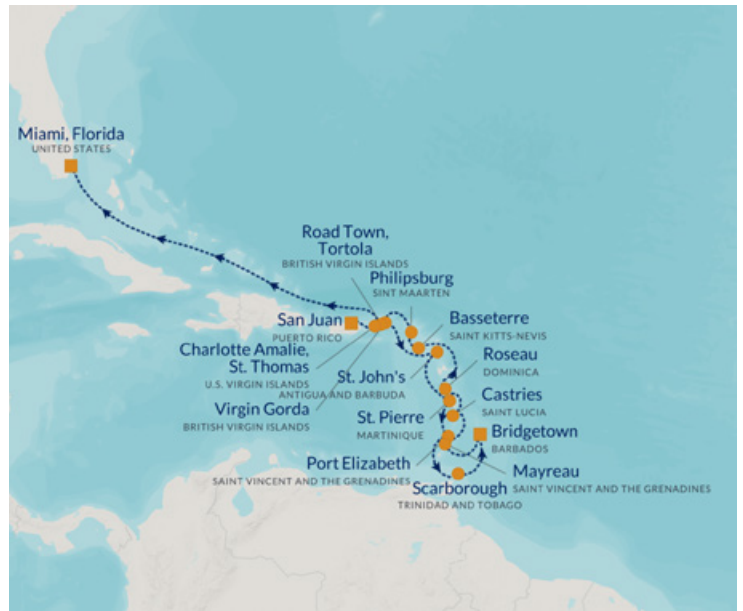 Miami, Florida
UNITED STATES
Road Town,
Tortola
BRITISH VIRGIN ISLANDS
Philipsburg
SINT MAARTEN
San Juan
PUERTO RICO
Basseterre
SAINT KITTS-NEVIS
Charlotte Amalie,
St. Thomas
U.S. VIRGIN ISLANDS
St. John's
ANTIGUA AND BARBUDA
Roseau
DOMINICA
Virgin Gorda
BRITISH VIRGIN ISLANDS
Castries
SAINT LUCIA
St. Pierre
MARTINIQUE
Bridgetown
BARBADOS
Port Elizabeth
SAINT VINCENT AND THE GRENADINES
Mayreau
SAINT VINCENT AND THE GRENADINES
Scarborough
TRINIDAD AND TOBAGO